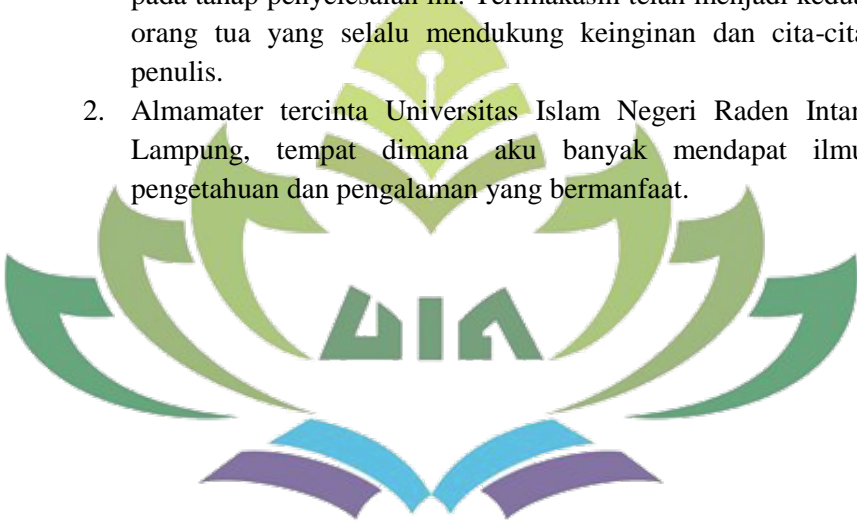 pada tahap penyelesaian ini. Terimakasih telah menjadi kedua
orang tua yang selalu mendukung keinginan dan cita-cita
penulis.
2. Almamater tercinta Universitas Islam Negeri Raden Intan
Lampung, tempat dimana aku banyak mendapat ilmu
pengetahuan dan pengalaman yang bermanfaat.
UIN